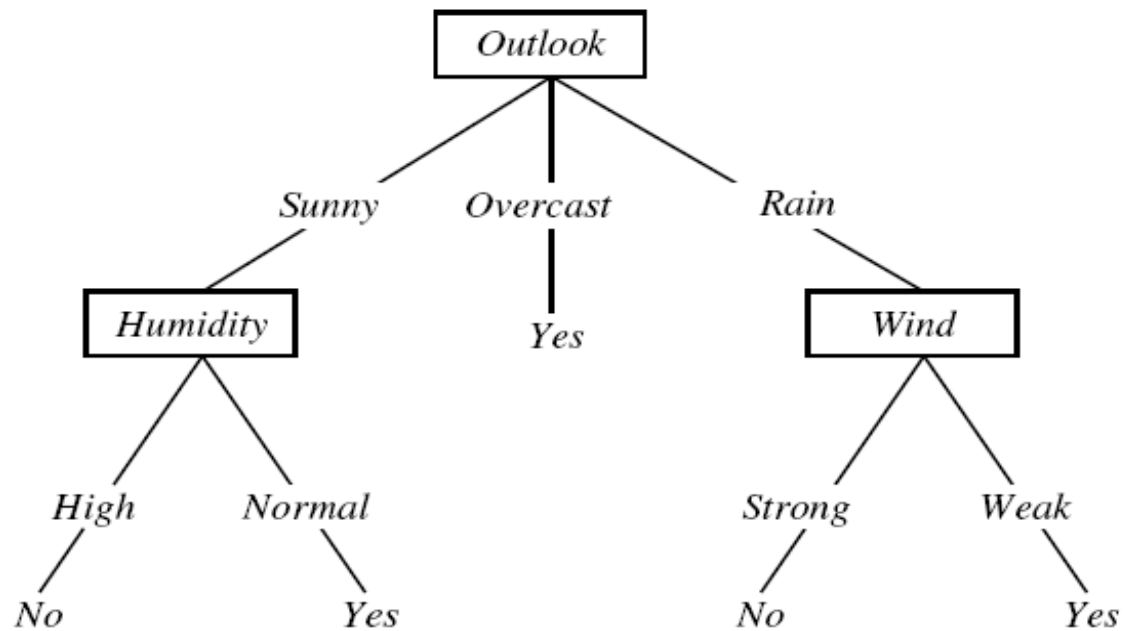 Outlook
Sunny Overcast Rain
Humidity Yes Wind
High Normal Strong Weak
No Yes No Yes